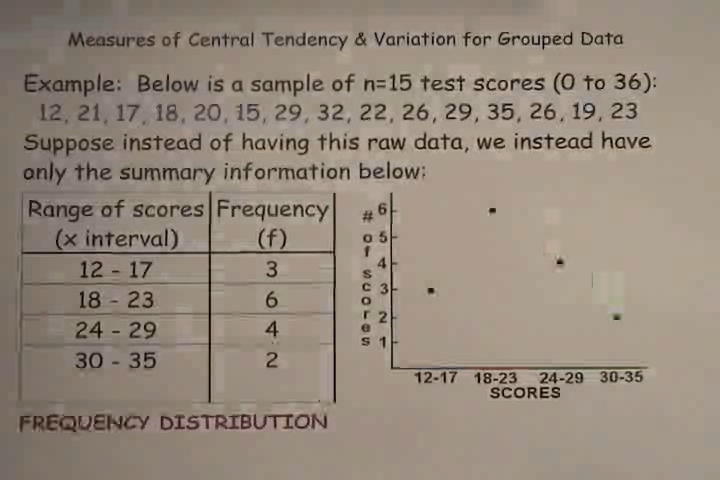 Measures of Central Tendency & Variation for Grouped Data
Example: Below is a sample of n=15 test scores (0 to 36):
12, 21, 17, 18, 20, 15, 29, 32, 22, 26, 29, 35, 26, 19, 23
Suppose instead of having this raw data, we instead have
only the summary information below:
Range of scores Frequency
(x interval) (f)
12 - 17 3
18 - 23 6
24 - 29 4
30 - 35 2
FREQUENCY DISTRIBUTION
# of scores
6
5
4
3
2
1
12-17 18-23 24-29 30-35
SCORES